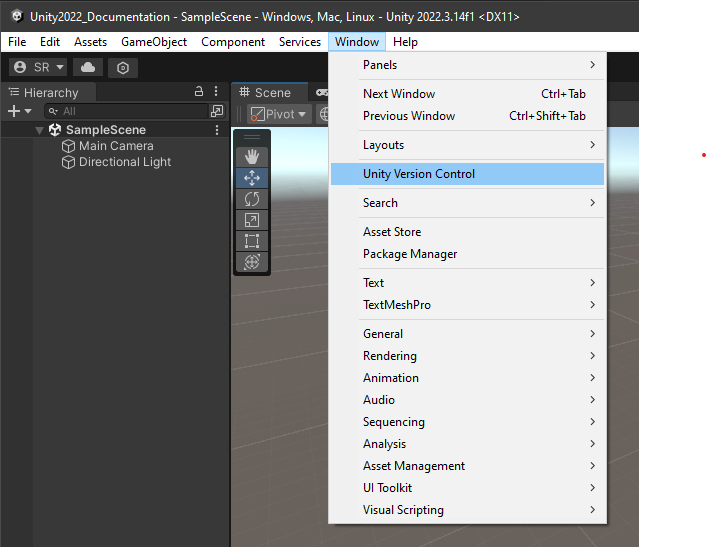 Unity2022_Documentation - SampleScene - Windows, Mac, Linux - Unity 2022.3.14f1 <DX11>
File Edit Assets GameObject Component Services Window Help
SR
Hierarchy
Scene
All
Pivot
SampleScene
Main Camera
Directional Light
Panels
Next Window Ctrl+Tab
Previous Window Ctrl+Shift+Tab
Layouts
Unity Version Control
Search
Asset Store
Package Manager
Text
TextMeshPro
General
Rendering
Animation
Audio
Sequencing
Analysis
Asset Management
UI Toolkit
Visual Scripting